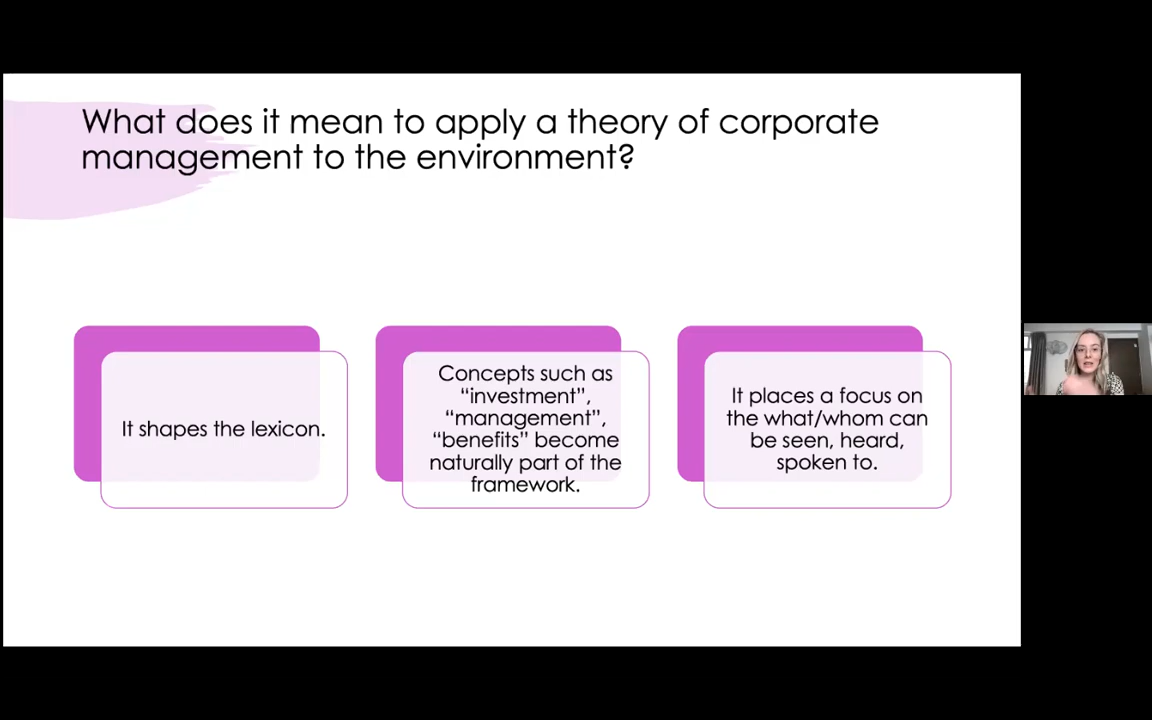 What does it mean to apply a theory of corporate
management to the environment?
It shapes the lexicon.
Concepts such as
“investment”,
“management”,
“benefits” become
naturally part of the
framework.
It places a focus on
the what/whom can
be seen, heard,
spoken to.